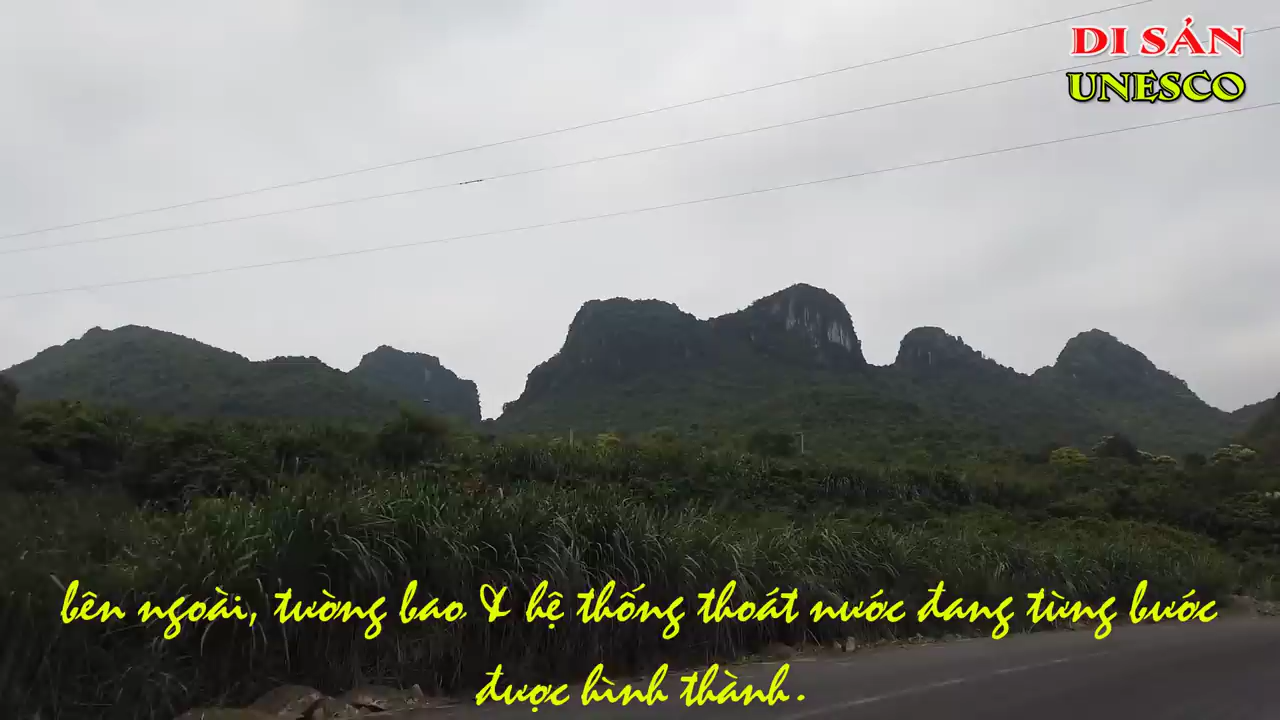 DI SẢN
UNESCO
bên ngoài, tường bao & hệ thống thoát nước đang từng bước
được hình thành.